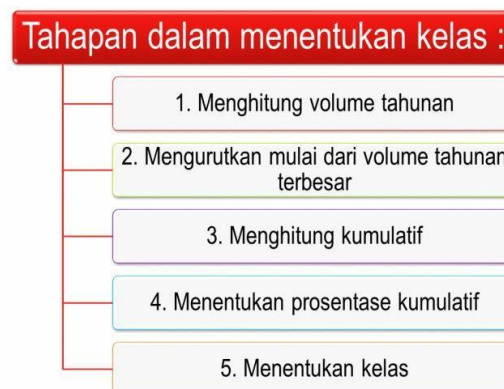 Tahapan dalam menentukan kelas :
1. Menghitung volume tahunan
2. Mengurutkan mulai dari volume tahunan
terbesar
3. Menghitung kumulatif
4. Menentukan prosentase kumulatif
5. Menentukan kelas